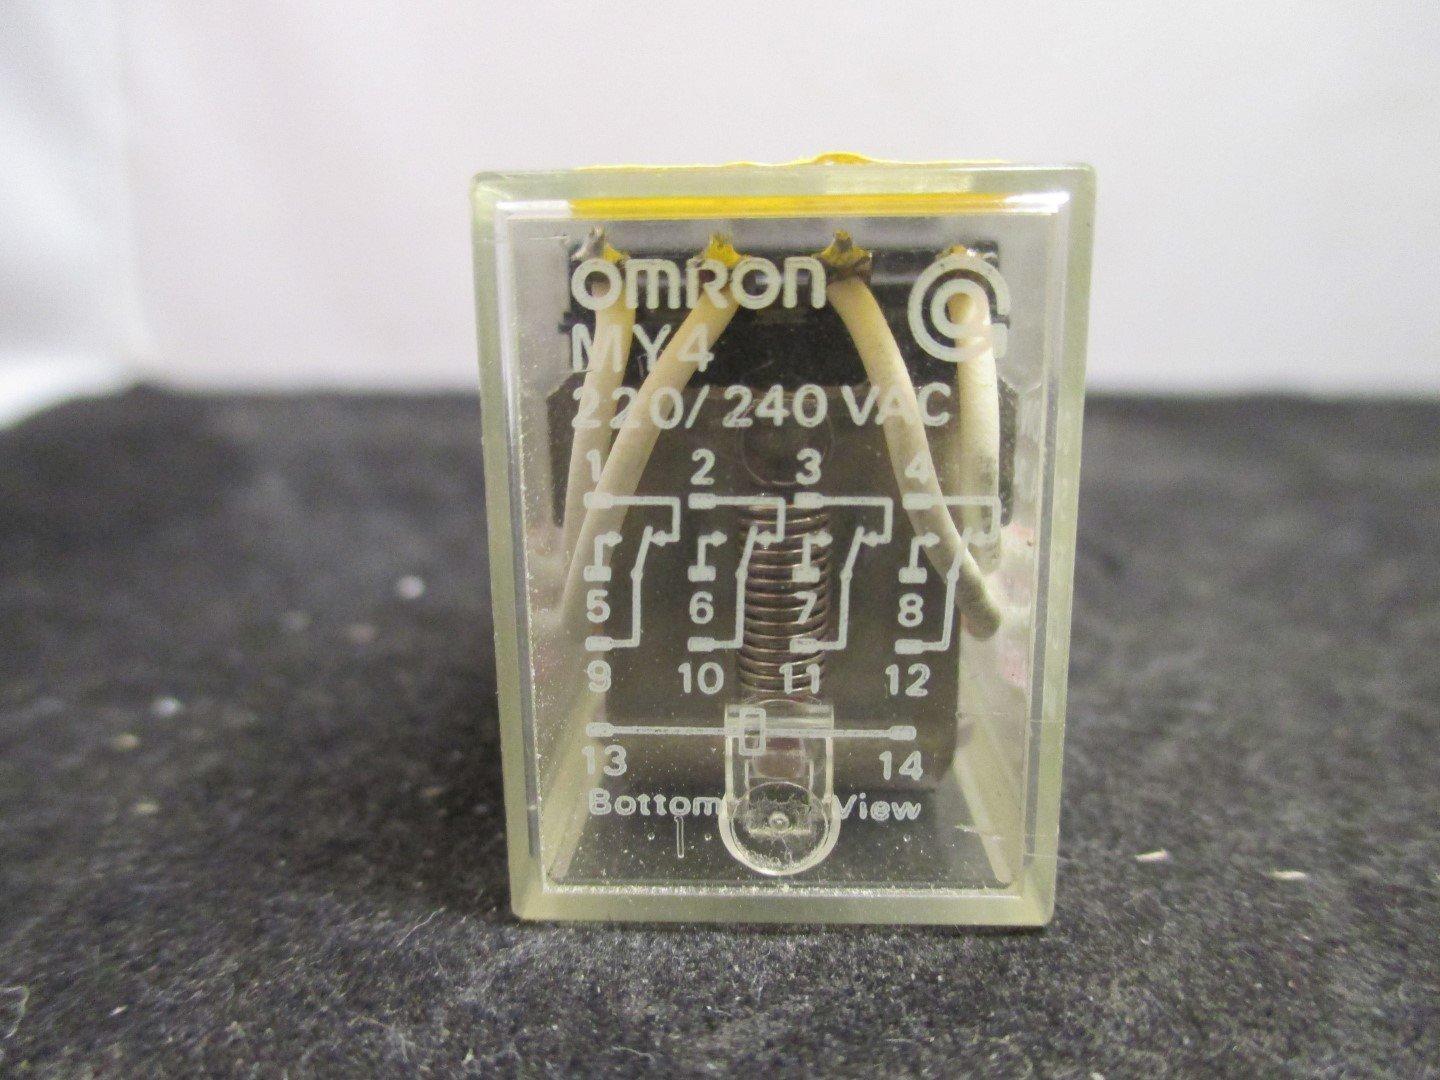 OMRON
MY4
220/240 VAC
1 2 3 4
5 6 7 8
9 10 11 12
13 14
Bottom View